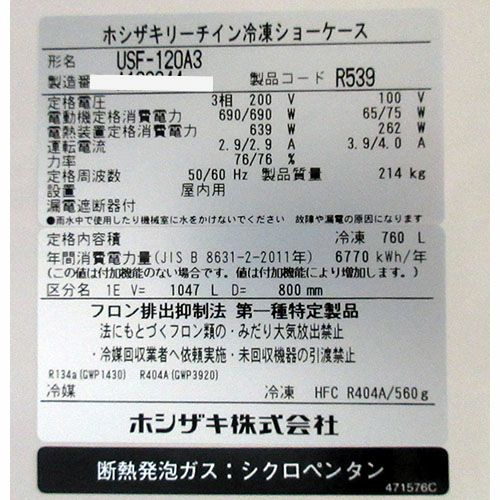 ホシザキリーチイン冷凍ショーケース
形名 USF-120A3
製造番
製品コード R539
定格電圧 3相 200 V 100 V
電動機定格消費電力 690/690 W 65/75 W
電熱装置定格消費電力 639 W 262 W
運転電流 2.9/2.9 A 3.9/4.0 A
力率 76/76 %
定格周波数 50/60 Hz 製品質量 214 kg
設置 屋内用
漏電遮断器付
●雨水中で使用したり機械室に水をかけないでください 故障や漏電の原因になります
定格内容積 冷凍 760 L
年間消費電力量(JIS B 8631-2-2011年) 6770 kWh/年
(この値は付加機能のない場合です。値は付加機能により増加します。)
区分名 1E V= 1047 L D= 800 mm
フロン排出抑制法 第一種特定製品
法にもとづくフロン類の・みだり大気放出禁止
・冷媒回収業者へ依頼実施・未回収機器の引渡禁止
R134a(GWP1430) R404A(GWP3920)
冷媒 冷凍 HFC R404A/560g
ホシザキ株式会社
断熱発泡ガス：シクロペンタン
471576C